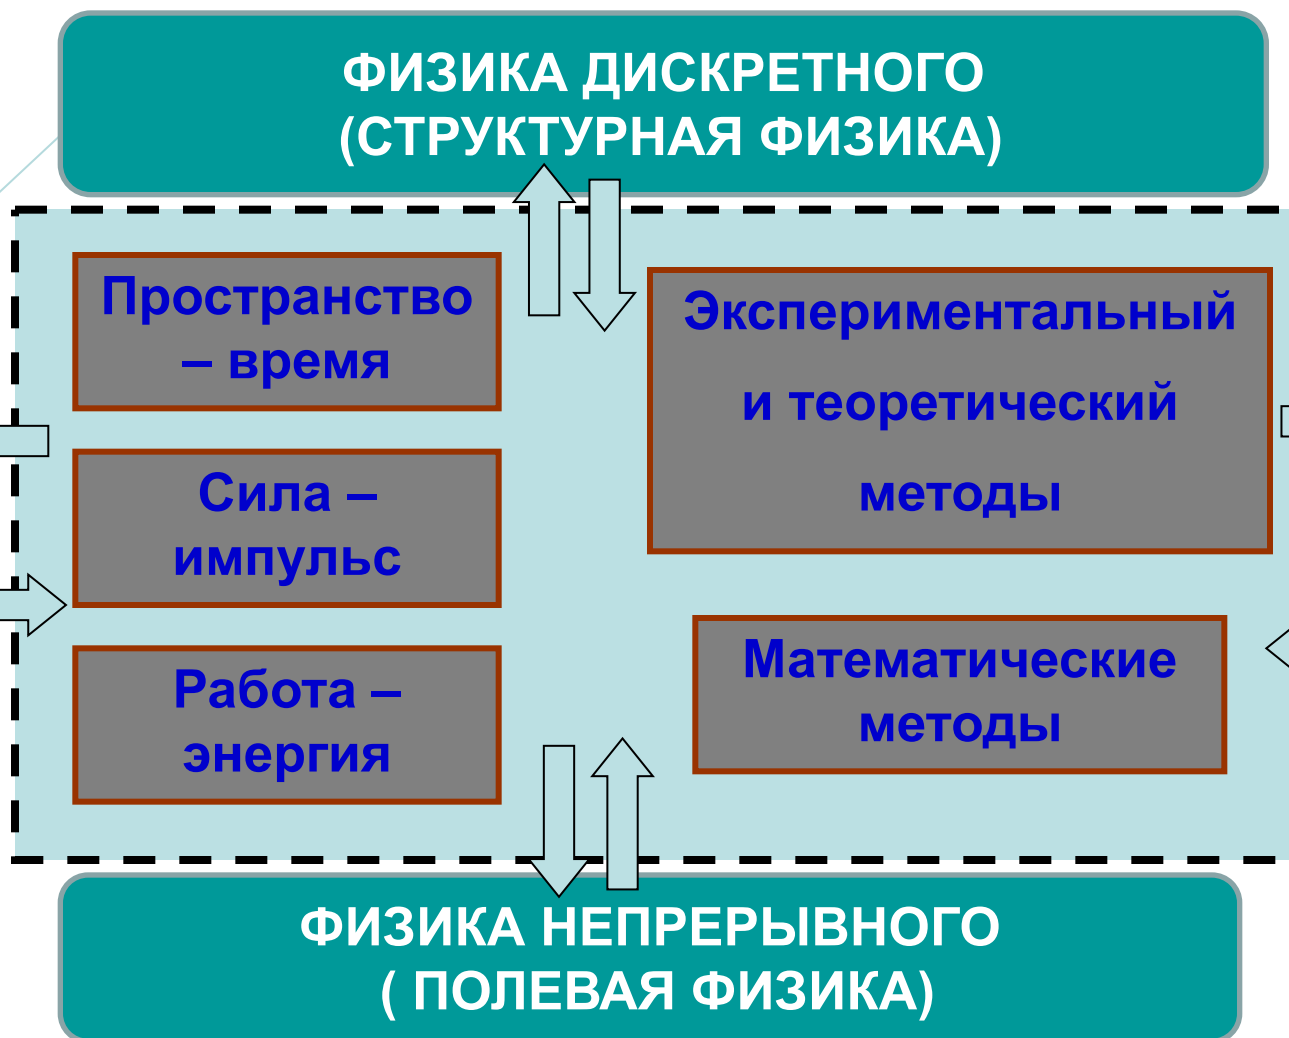 ФИЗИКА ДИСКРЕТНОГО
(СТРУКТУРНАЯ ФИЗИКА)
Пространство
– время
Сила –
импульс
Работа –
энергия
Экспериментальный
и теоретический
методы
Математические
методы
ФИЗИКА НЕПРЕРЫВНОГО
( ПОЛЕВАЯ ФИЗИКА)